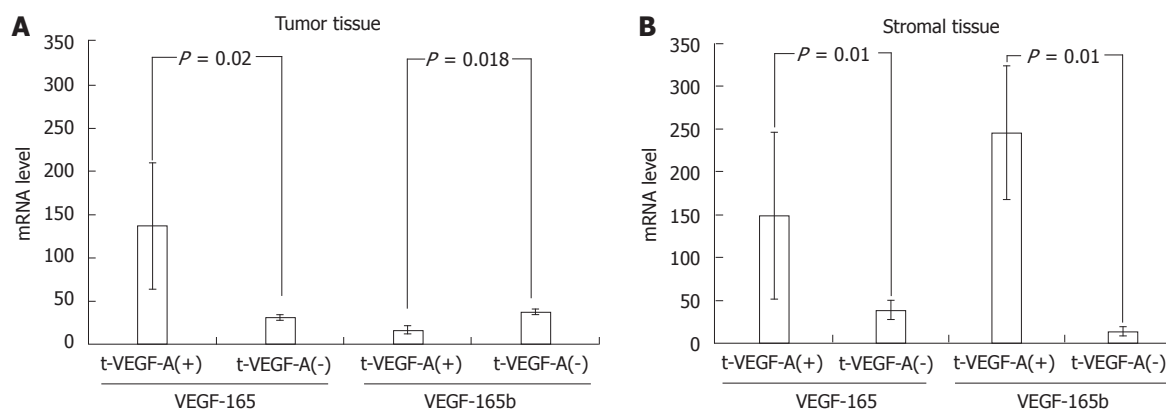 A
Tumor tissue
mRNA level
350
300
250
200
150
100
50
0
P = 0.02
P = 0.018
t-VEGF-A(+)
t-VEGF-A(-)
t-VEGF-A(+)
t-VEGF-A(-)
VEGF-165
VEGF-165b
B
Stromal tissue
mRNA level
350
300
250
200
150
100
50
0
P = 0.01
P = 0.01
t-VEGF-A(+)
t-VEGF-A(-)
t-VEGF-A(+)
t-VEGF-A(-)
VEGF-165
VEGF-165b